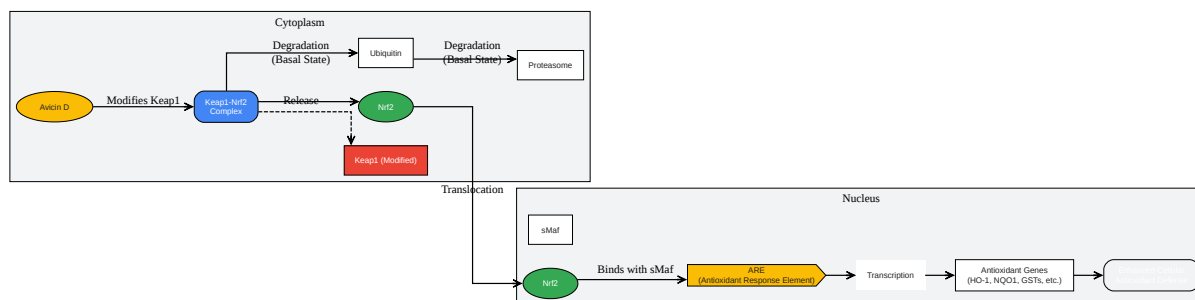 Cytoplasm
Degradation
(Basal State)
Ubiquitin
Degradation
(Basal State)
Proteasome
Avicin D
Modifies Keap1
Keap1-Nrf2
Complex
Release
Nrf2
Keap1 (Modified)
Translocation
Nucleus
sMaf
Nrf2
Binds with sMaf
ARE
(Antioxidant Response Element)
Transcription
Antioxidant Genes
(HO-1, NQO1, GSTs, etc.)